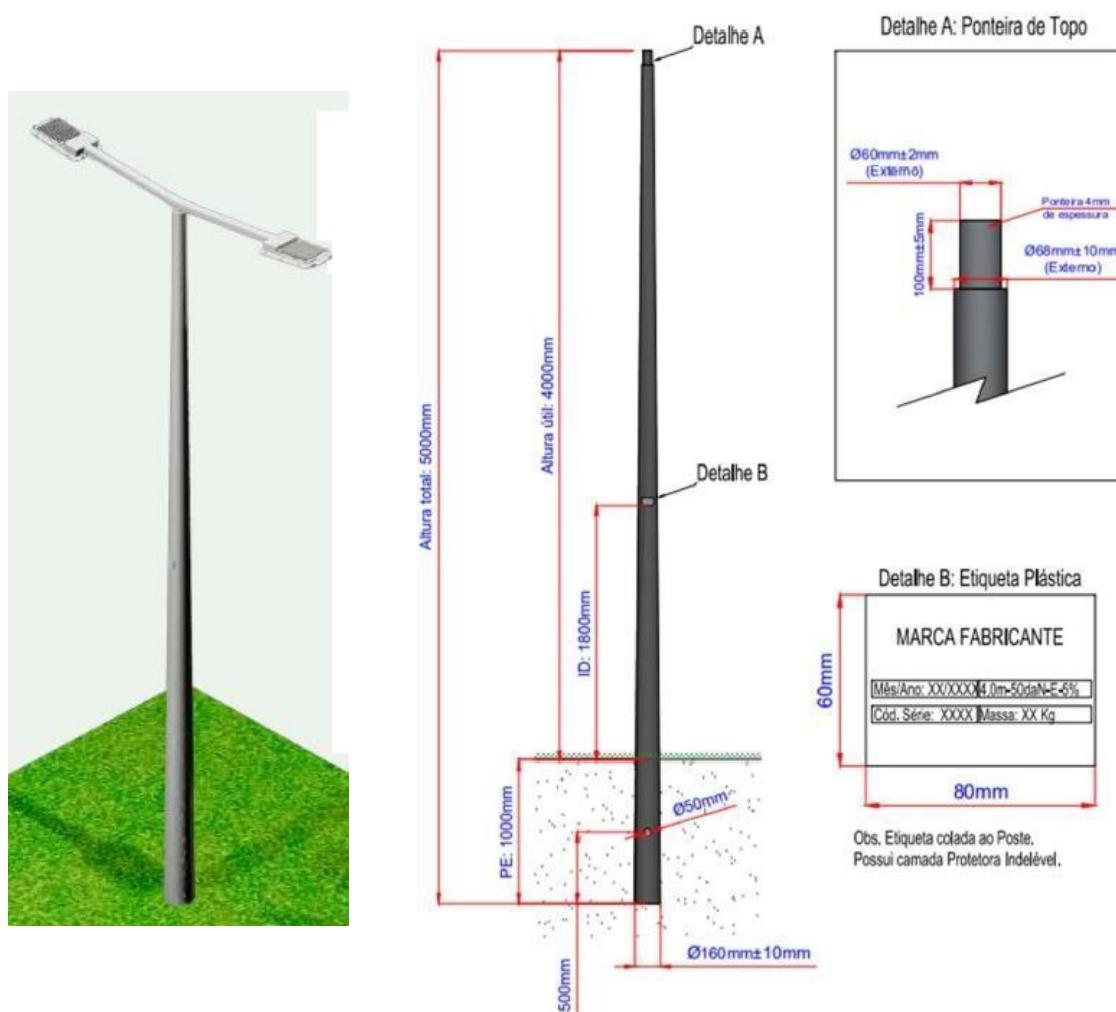 Detalhe A
Altura total: 5000mm
Altura útil: 4000mm
Detalhe B
ID: 1800mm
PE: 1000mm
Ø50mm
500mm
Ø160mm±10mm
Detalhe A: Ponteira de Topo
Ø60mm±2mm
(Externo)
Ponteira 4mm
de espessura
100mm±5mm
Ø68mm±10mm
(Externo)
Detalhe B: Etiqueta Plástica
MARCA FABRICANTE
Mês/Ano: XX/XXXX 4,0m-50daN-E-5%
Cód. Série: XXXX Massa: XX Kg
60mm
80mm
Obs. Etiqueta colada ao Poste.
Possui camada Protetora Indelével.